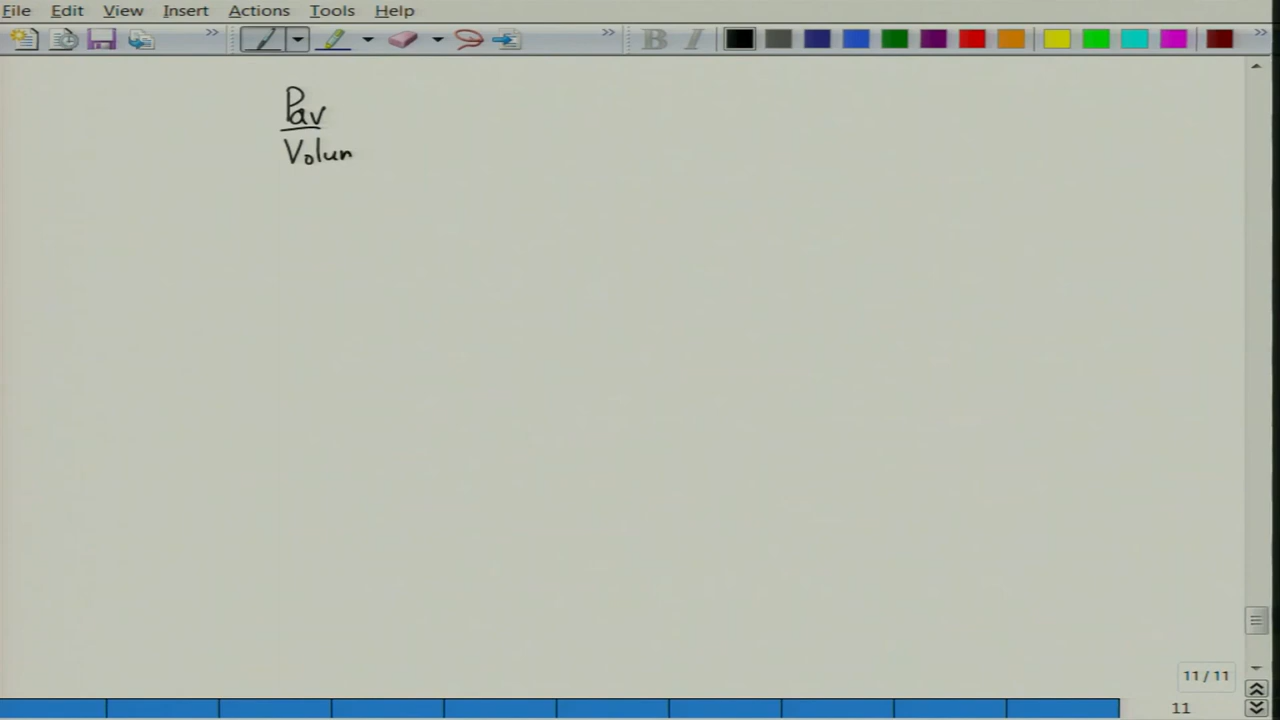 File Edit View Insert Actions Tools Help
B I
Pav
Volun
11 / 11
11